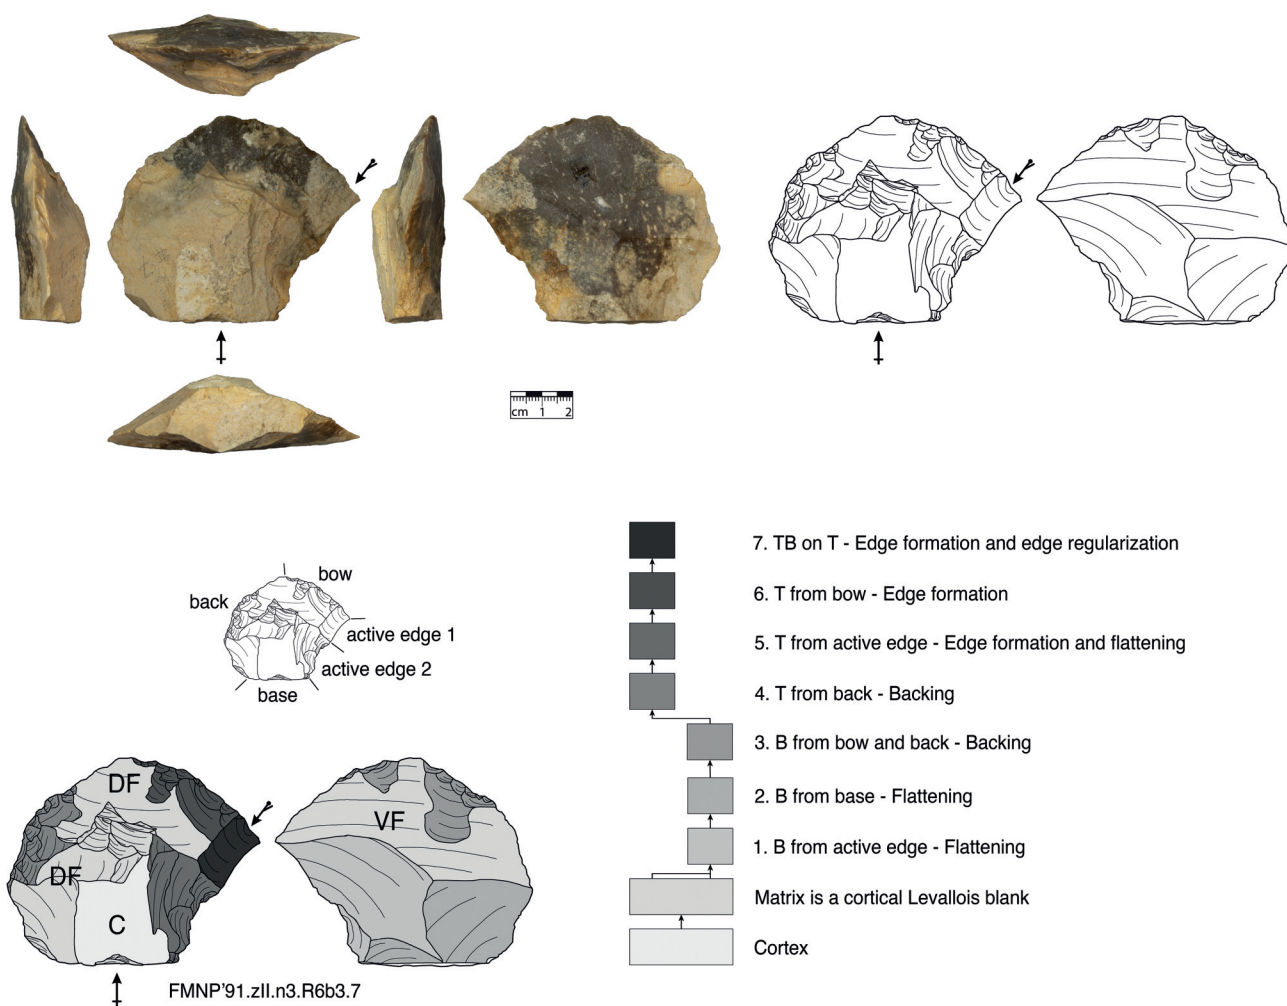 cm 1 2
bow
back
active edge 1
active edge 2
base
7. TB on T - Edge formation and edge regularization
6. T from bow - Edge formation
5. T from active edge - Edge formation and flattening
4. T from back - Backing
3. B from bow and back - Backing
2. B from base - Flattening
1. B from active edge - Flattening
Matrix is a cortical Levallois blank
Cortex
DF
VF
DF
C
FMNP'91.zII.n3.R6b3.7